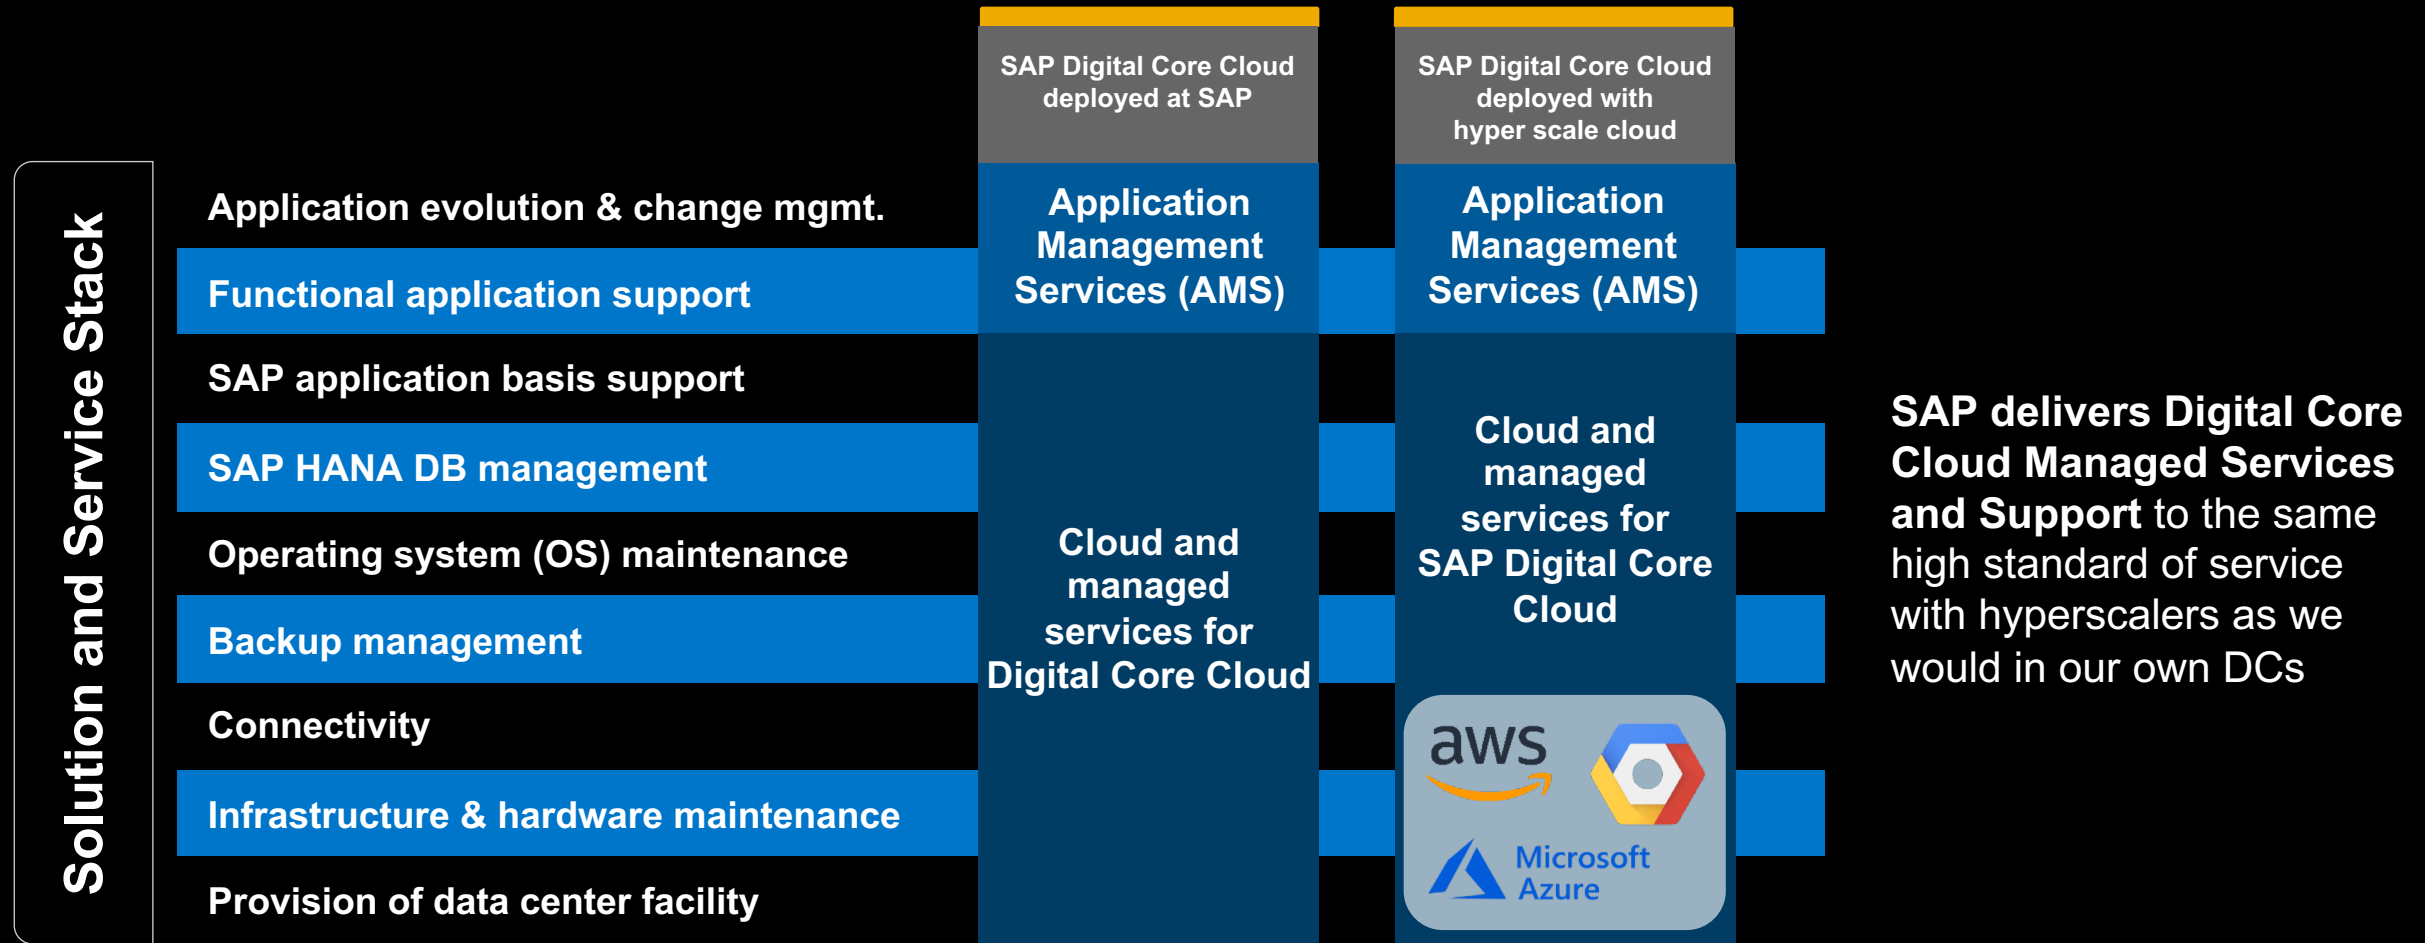 SAP Digital Core Cloud
deployed at SAP
SAP Digital Core Cloud
deployed with
hyper scale cloud
Solution and Service Stack
Application evolution & change mgmt.
Functional application support
SAP application basis support
SAP HANA DB management
Operating system (OS) maintenance
Backup management
Connectivity
Infrastructure & hardware maintenance
Provision of data center facility
Application
Management
Services (AMS)
Cloud and
managed
services for
Digital Core Cloud
Application
Management
Services (AMS)
Cloud and
managed
services for
SAP Digital Core
Cloud
aws
Microsoft
Azure
SAP delivers Digital Core
Cloud Managed Services
and Support to the same
high standard of service
with hyperscalers as we
would in our own DCs